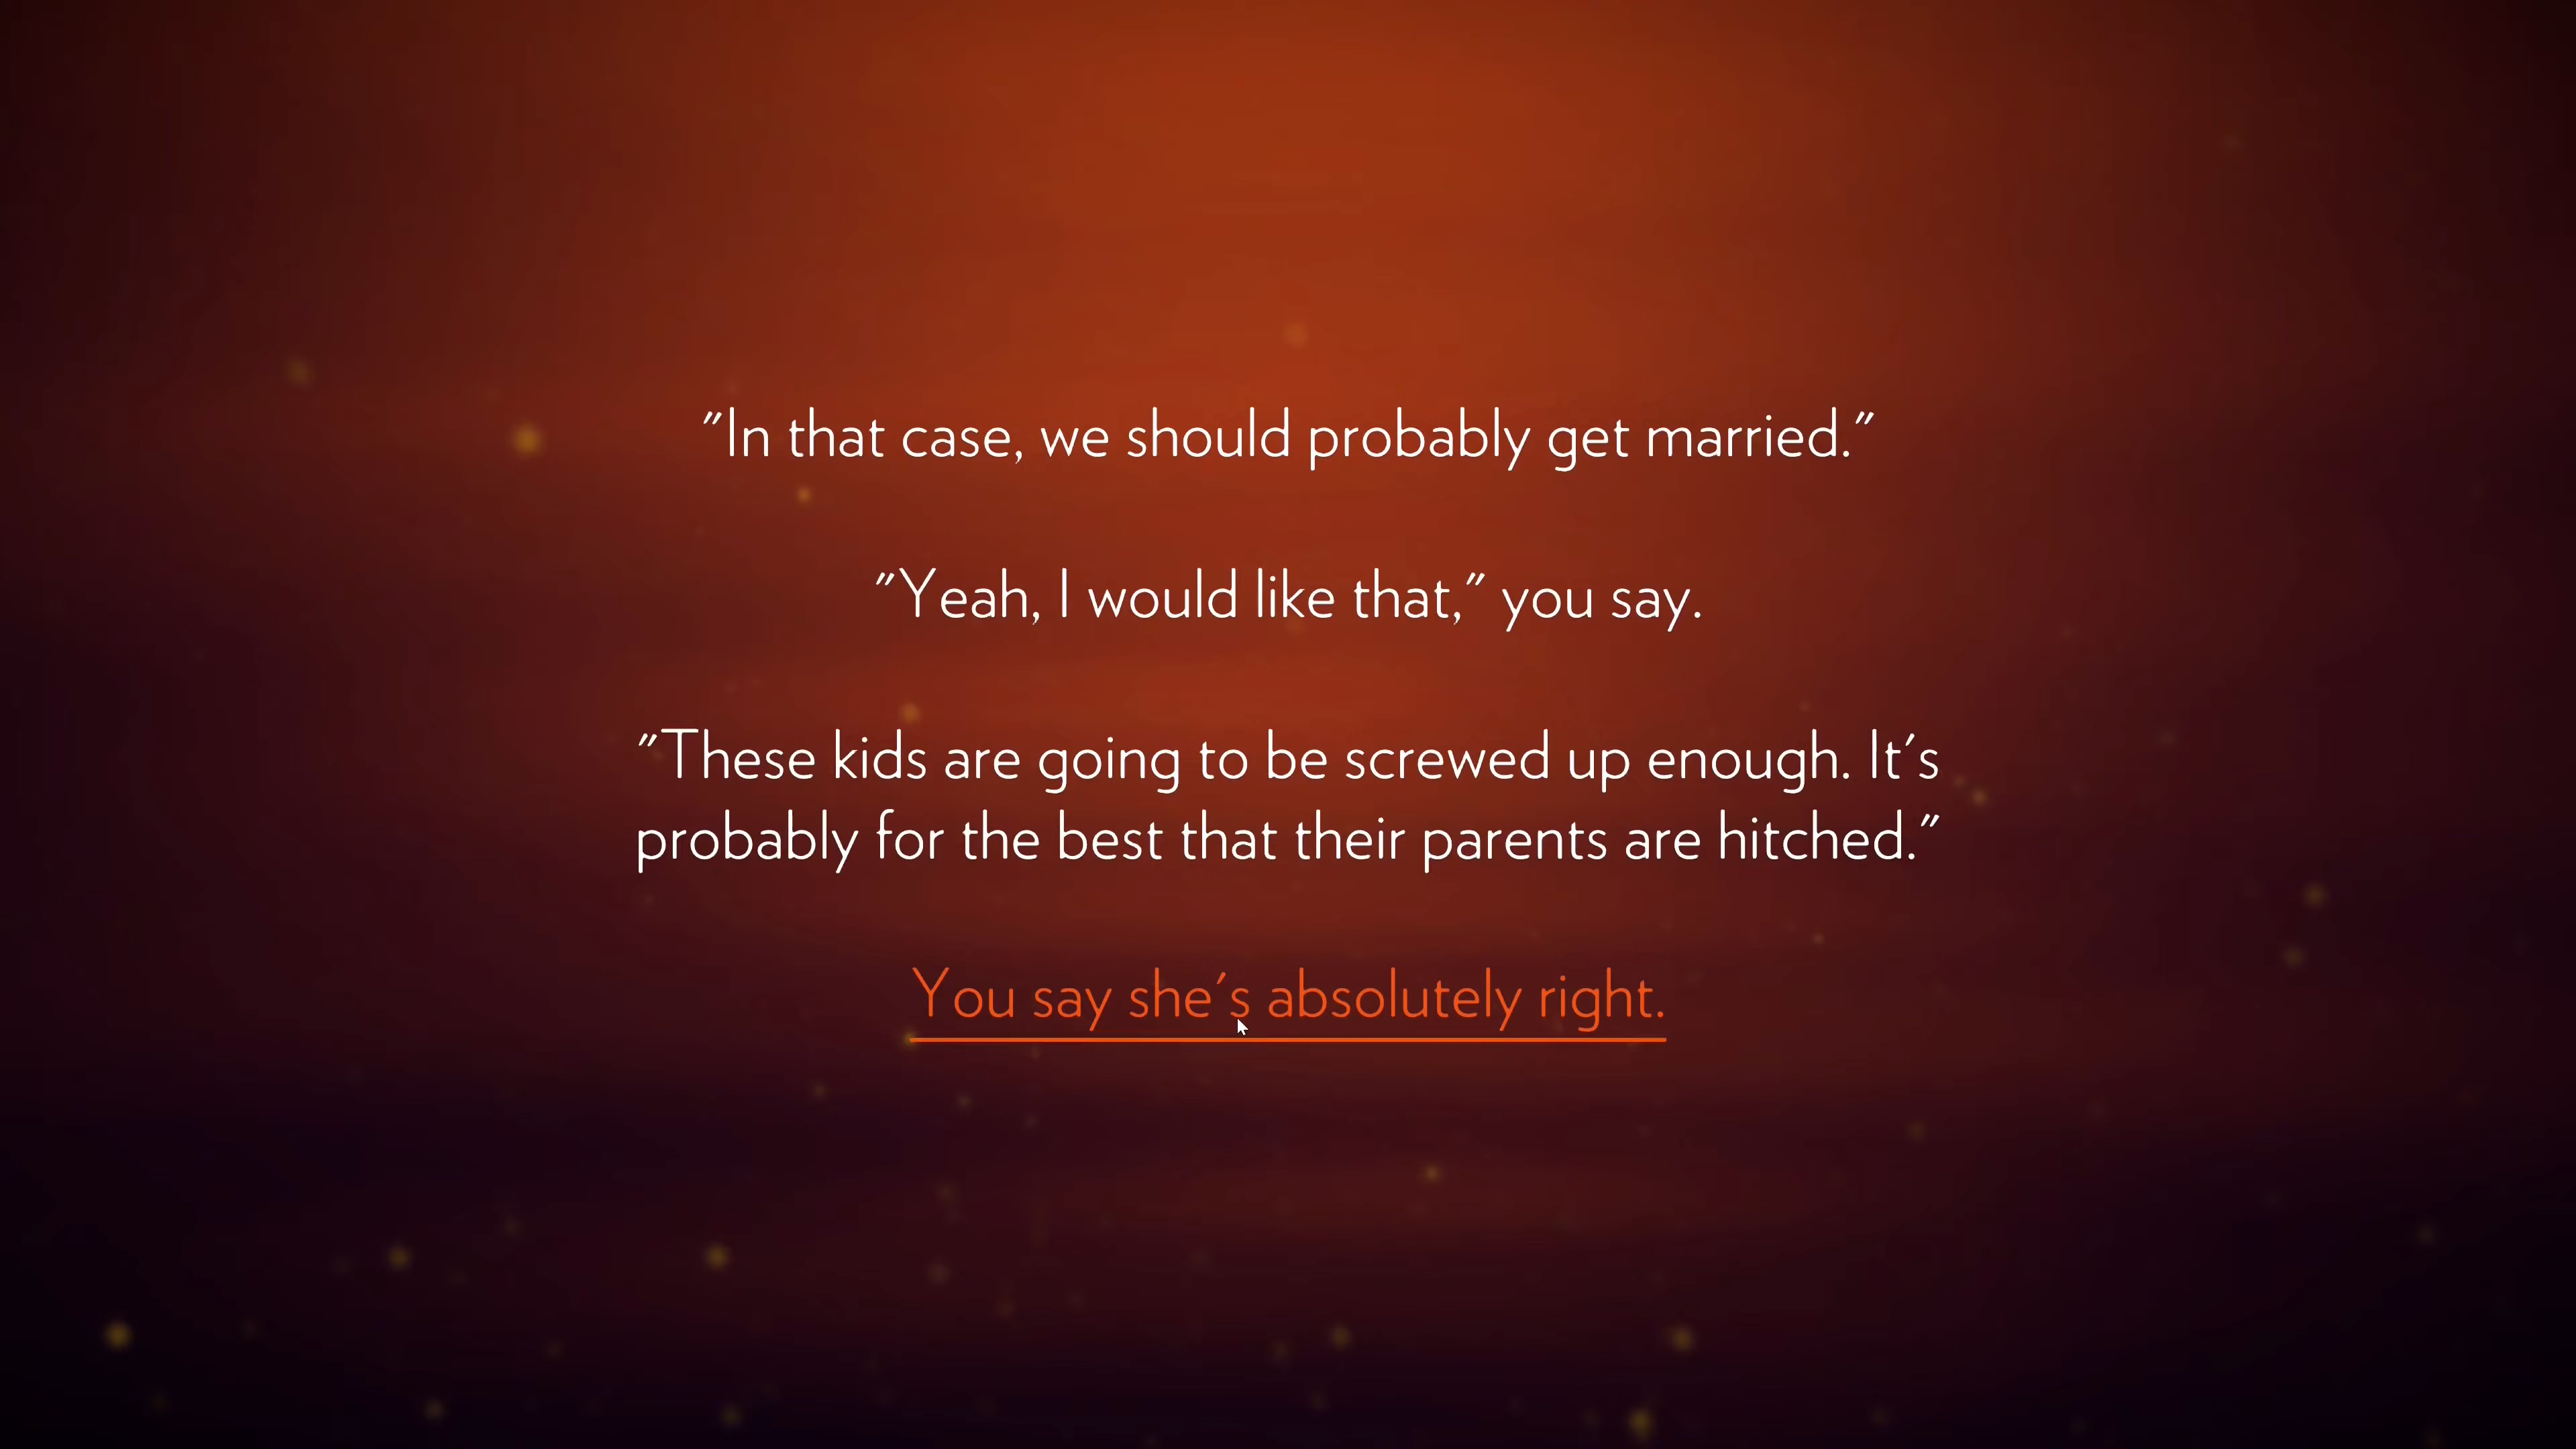 "In that case, we should probably get married."
"Yeah, I would like that," you say.
"These kids are going to be screwed up enough. It's
probably for the best that their parents are hitched."
You say she's absolutely right.